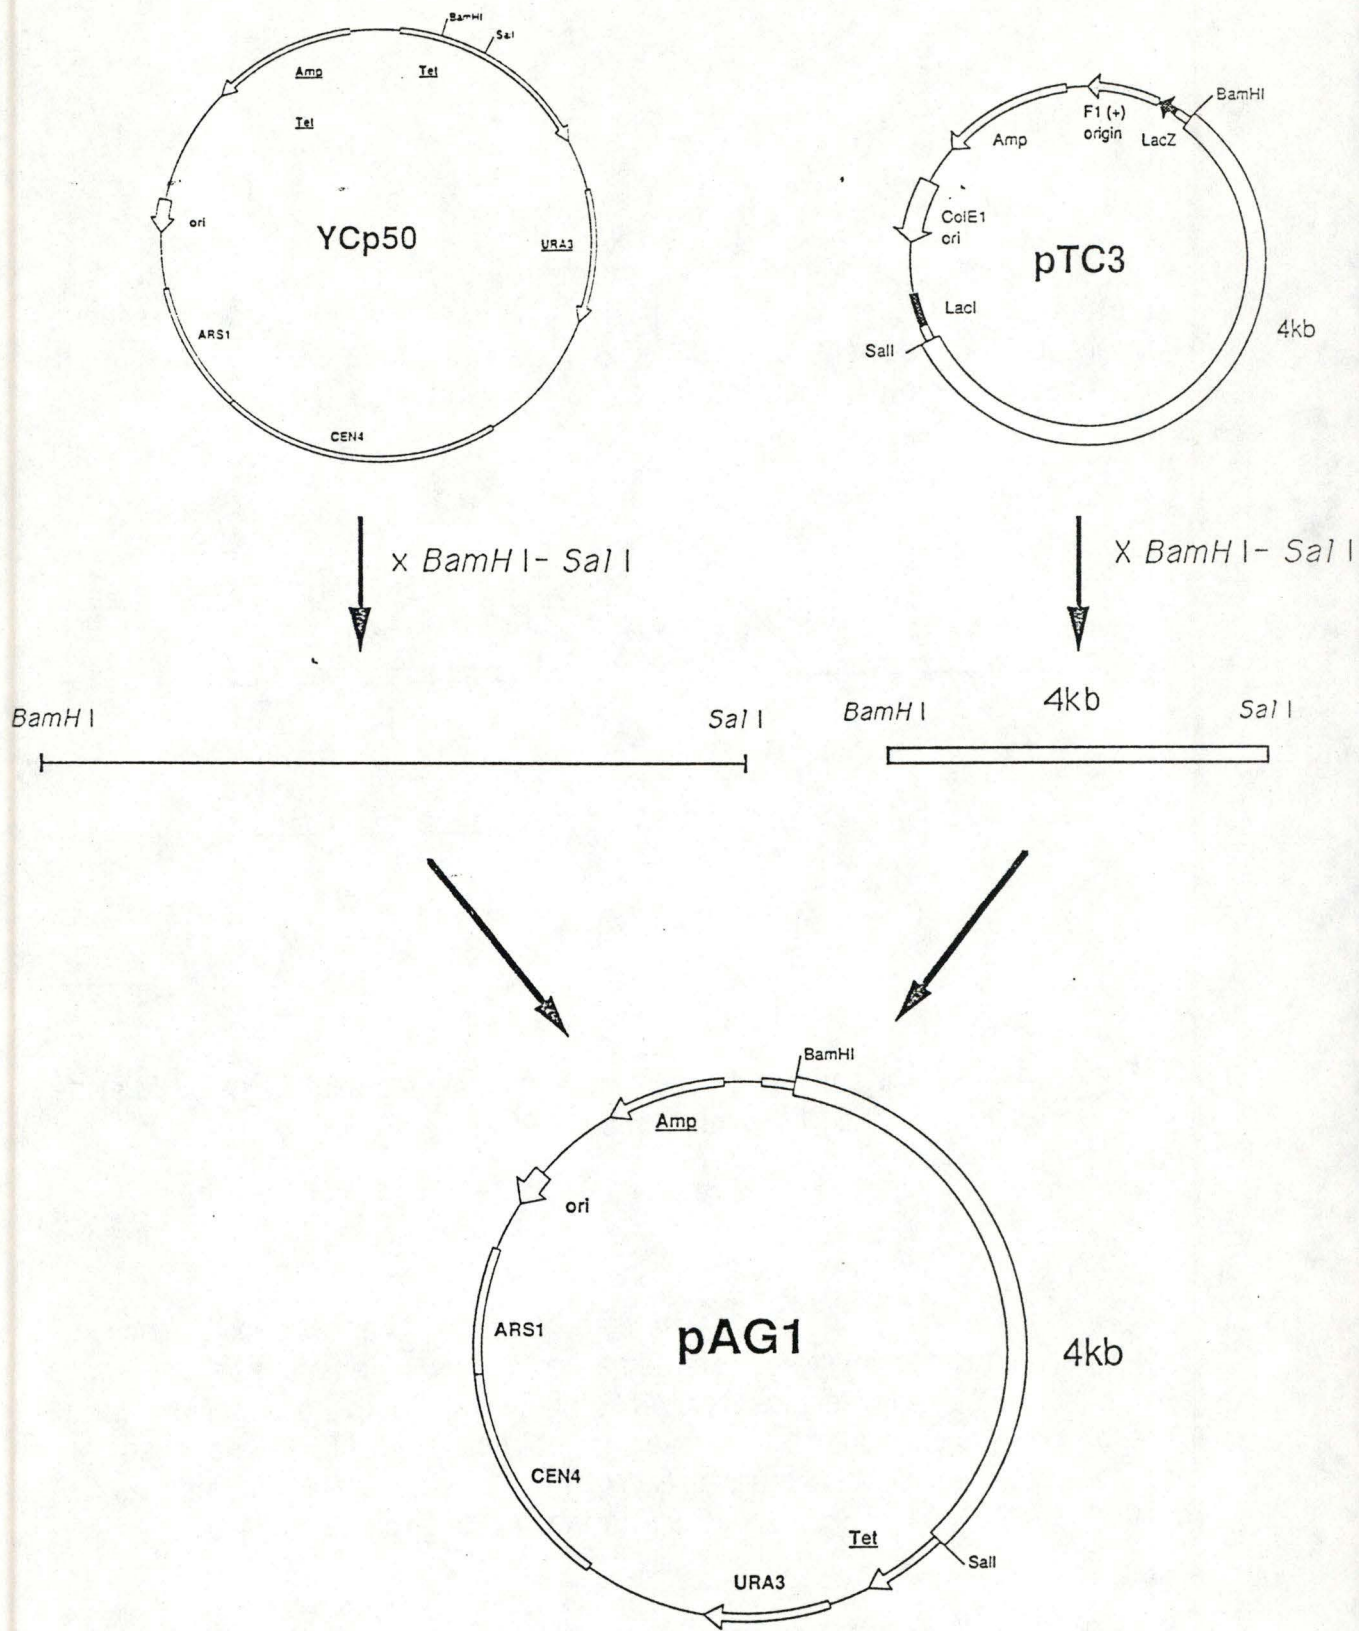 BamHI
Sal
Amp
Tet
Tet
ori
YCp50
URA3
ARS1
CEN4
BamHI
F1 (+)
origin
LacZ
Amp
ColE1
ori
pTC3
LacI
SalI
4kb
x BamH I- Sal I
X BamH I- Sal I
BamH I
Sal I
BamH I
4kb
Sal I
BamHI
Amp
ori
ARS1
pAG1
4kb
CEN4
Tet
SalI
URA3